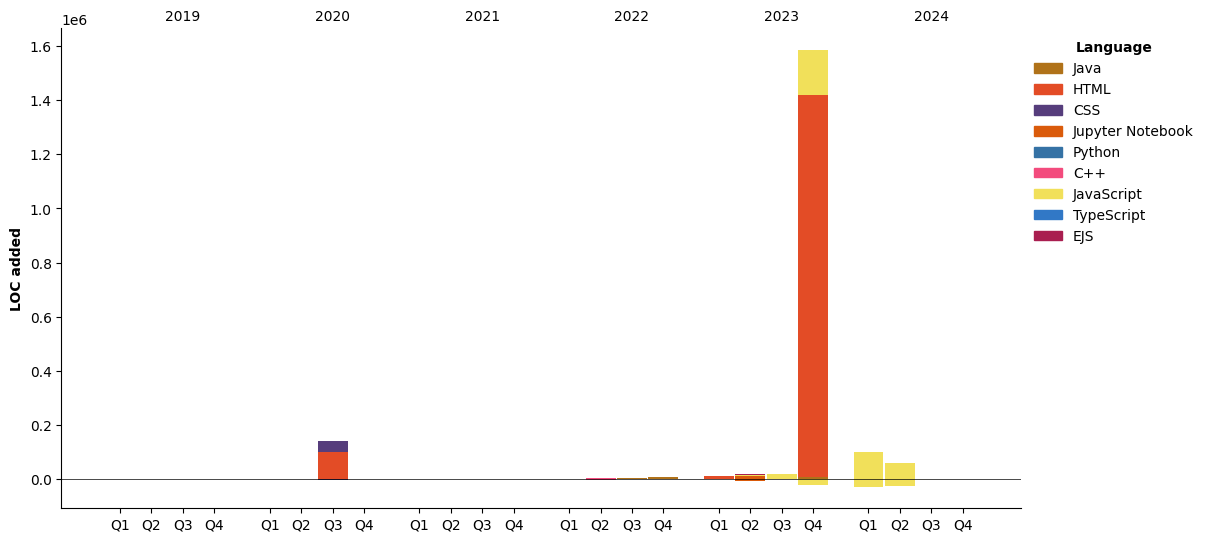 1e6
2019 2020 2021 2022 2023 2024
Language
Java
HTML
CSS
Jupyter Notebook
Python
C++
JavaScript
TypeScript
EJS
LOC added
1.6
1.4
1.2
1.0
0.8
0.6
0.4
0.2
0.0
Q1 Q2 Q3 Q4 Q1 Q2 Q3 Q4 Q1 Q2 Q3 Q4 Q1 Q2 Q3 Q4 Q1 Q2 Q3 Q4 Q1 Q2 Q3 Q4